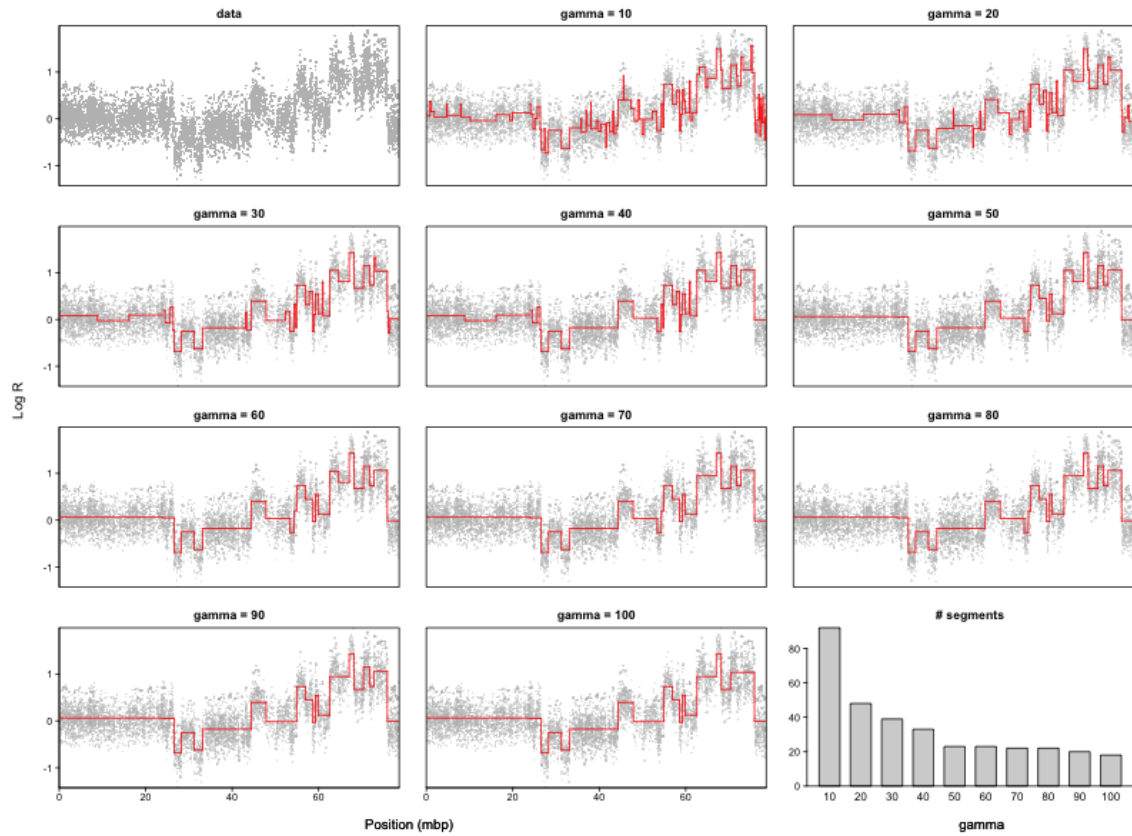 data
gamma = 10
gamma = 20
1
0
-1
gamma = 30
gamma = 40
gamma = 50
1
0
-1
Log R
gamma = 60
gamma = 70
gamma = 80
1
0
-1
gamma = 90
gamma = 100
# segments
1
0
-1
80
60
40
20
0
0 20 40 60
0 20 40 60
10 20 30 40 50 60 70 80 90 100
Position (mbp)
gamma